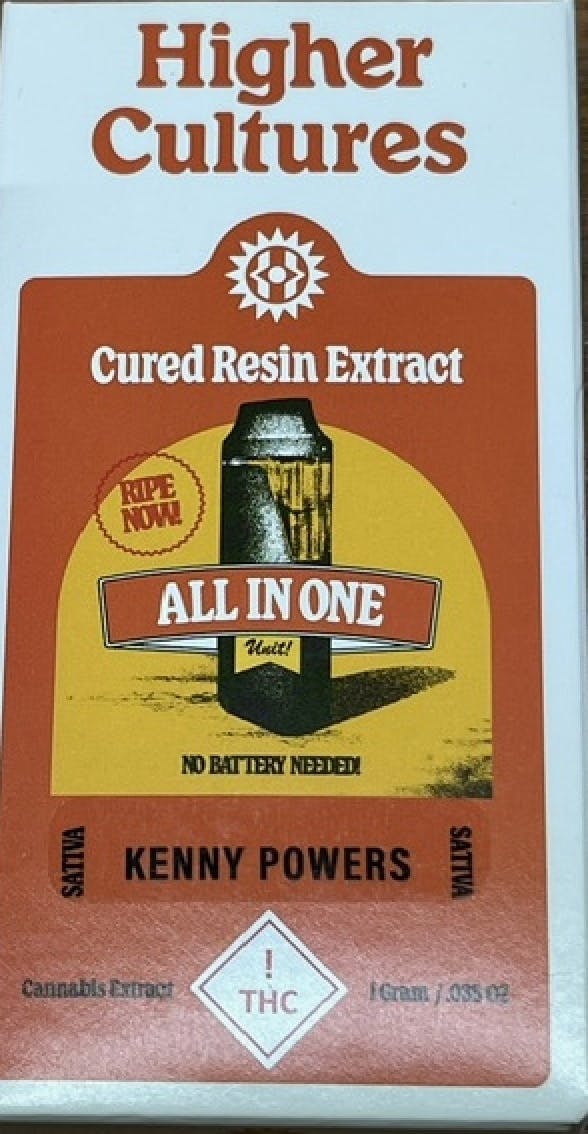 Higher
Cultures
Cured Resin Extract
RIPE
NOW!
ALL IN ONE
Unit!
NO BATTERY NEEDED!
SATIVA
KENNY POWERS
SATIVA
!
THC
Cannabis Extract
1 Gram / .035 Oz